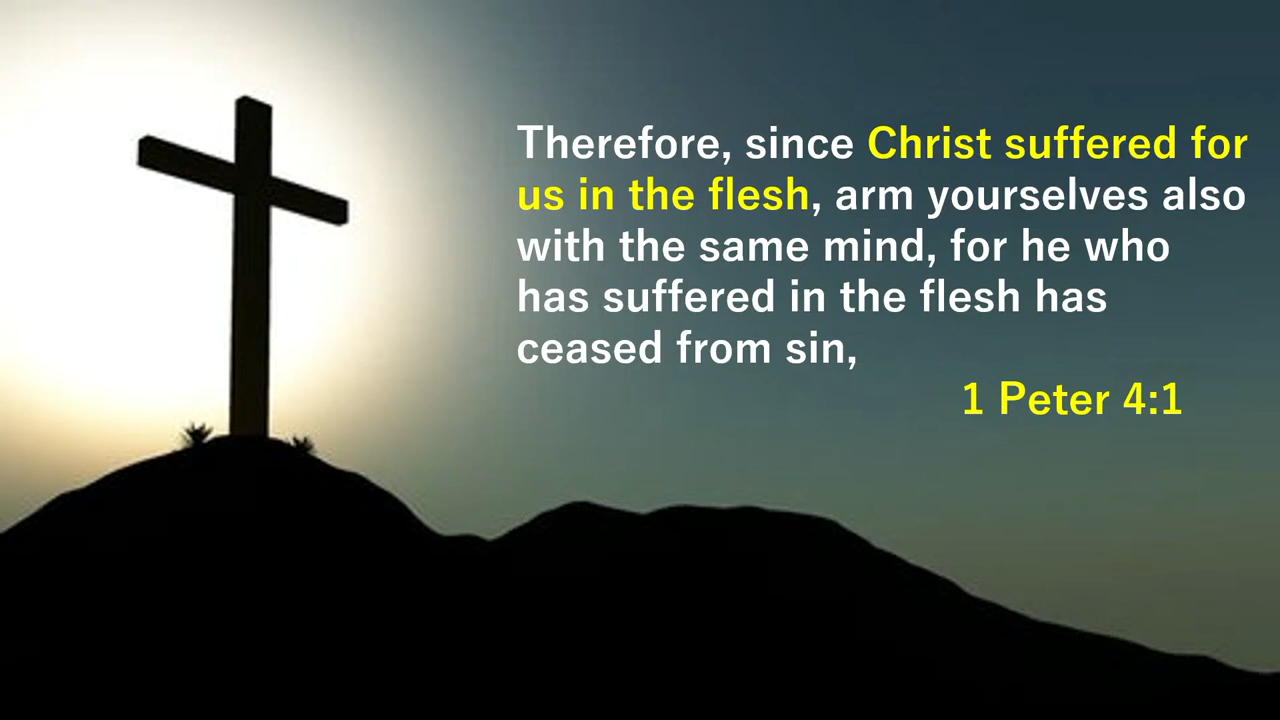 Therefore, since Christ suffered for
us in the flesh, arm yourselves also
with the same mind, for he who
has suffered in the flesh has
ceased from sin,
1 Peter 4:1